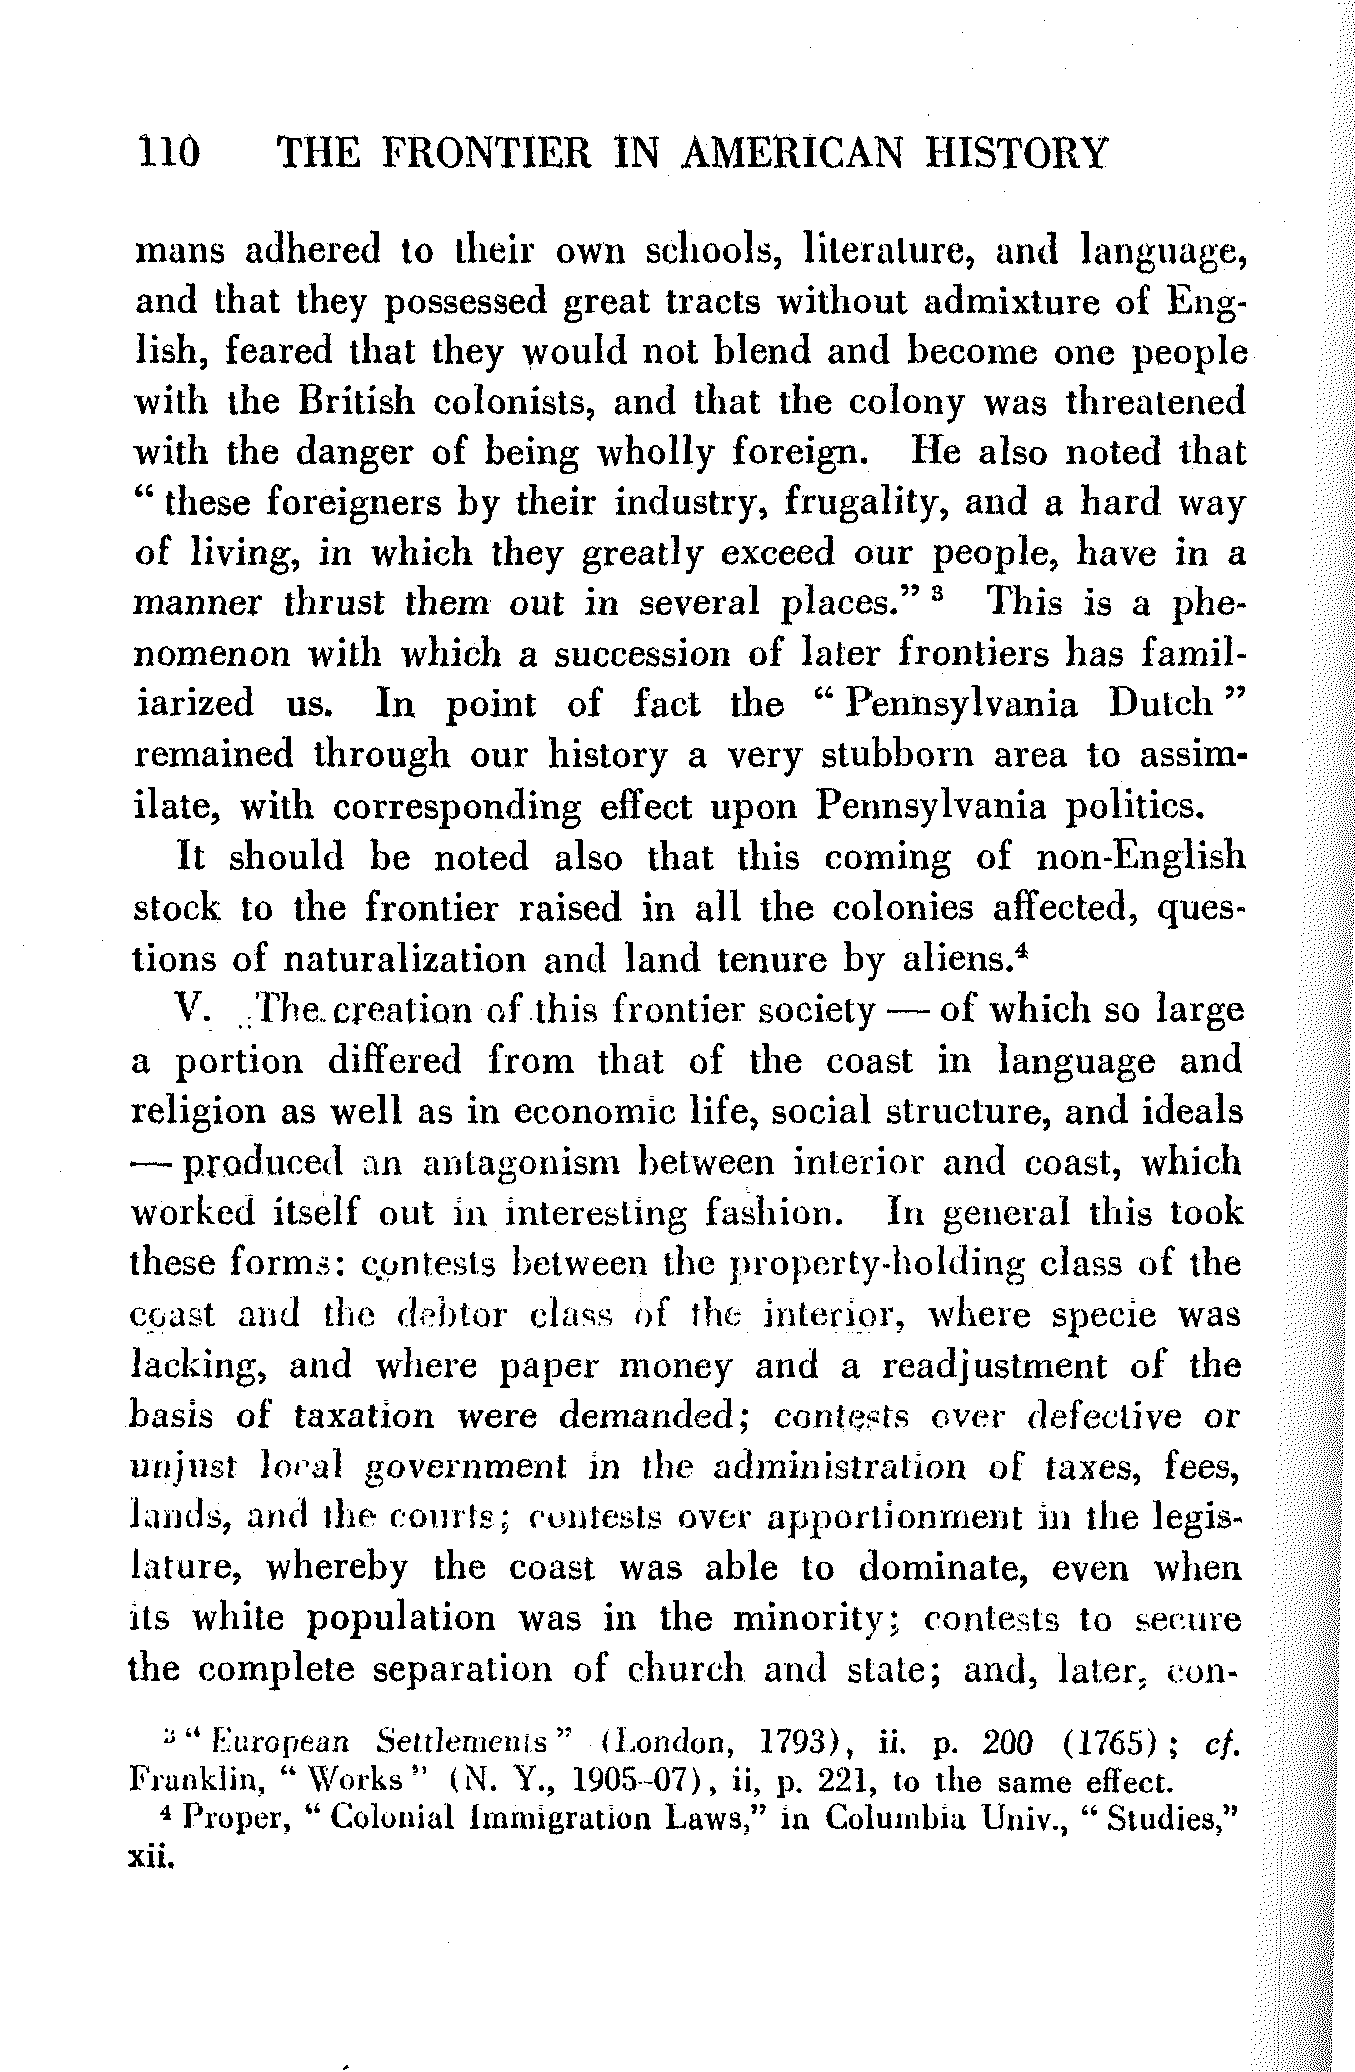 110 THE FRONTIER IN AMERICAN HISTORY
mans adhered to their own schools, literature, and language,
and that they possessed great tracts without admixture of Eng-
lish, feared that they would not blend and become one people
with the British colonists, and that the colony was threatened
with the danger of being wholly foreign. He also noted that
“ these foreigners by their industry, frugality, and a hard way
of living, in which they greatly exceed our people, have in a
manner thrust them out in several places.” ³ This is a phe-
nomenon with which a succession of later frontiers has famil-
iarized us. In point of fact the “ Pennsylvania Dutch ”
remained through our history a very stubborn area to assim-
ilate, with corresponding effect upon Pennsylvania politics.
It should be noted also that this coming of non-English
stock to the frontier raised in all the colonies affected, ques-
tions of naturalization and land tenure by aliens.⁴
V. The creation of this frontier society — of which so large
a portion differed from that of the coast in language and
religion as well as in economic life, social structure, and ideals
— produced an antagonism between interior and coast, which
worked itself out in interesting fashion. In general this took
these forms: contests between the property-holding class of the
coast and the debtor class of the interior, where specie was
lacking, and where paper money and a readjustment of the
basis of taxation were demanded; contests over defective or
unjust local government in the administration of taxes, fees,
lands, and the courts; contests over apportionment in the legis-
lature, whereby the coast was able to dominate, even when
its white population was in the minority; contests to secure
the complete separation of church and state; and, later, con-
³ “ European Settlements ” (London, 1793), ii. p. 200 (1765) ; cf.
Franklin, “ Works ” (N. Y., 1905–07), ii, p. 221, to the same effect.
⁴ Proper, “ Colonial Immigration Laws,” in Columbia Univ., “ Studies,”
xii.